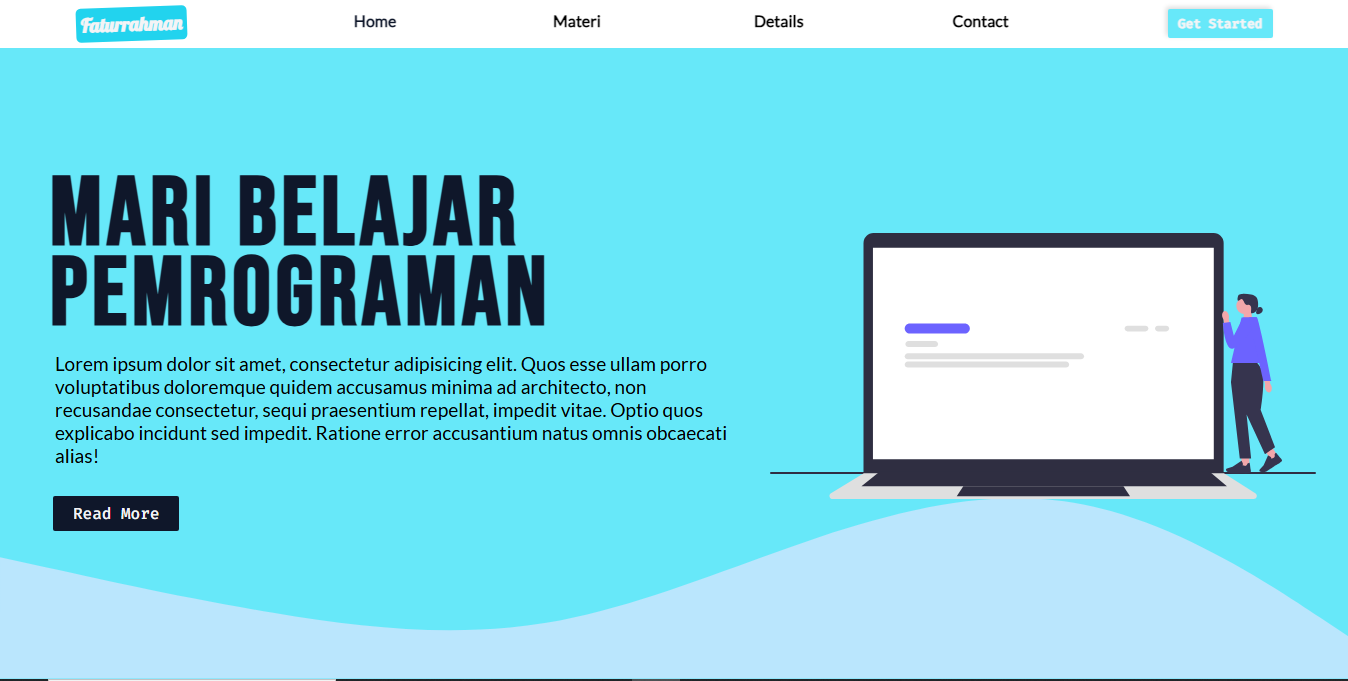 Faturrahman
Home
Materi
Details
Contact
Get Started
MARI BELAJAR
PEMROGRAMAN
Lorem ipsum dolor sit amet, consectetur adipisicing elit. Quos esse ullam porro
voluptatibus doloremque quidem accusamus minima ad architecto, non
recusandae consectetur, sequi praesentium repellat, impedit vitae. Optio quos
explicabo incidunt sed impedit. Ratione error accusantium natus omnis obcaecati
alias!
Read More